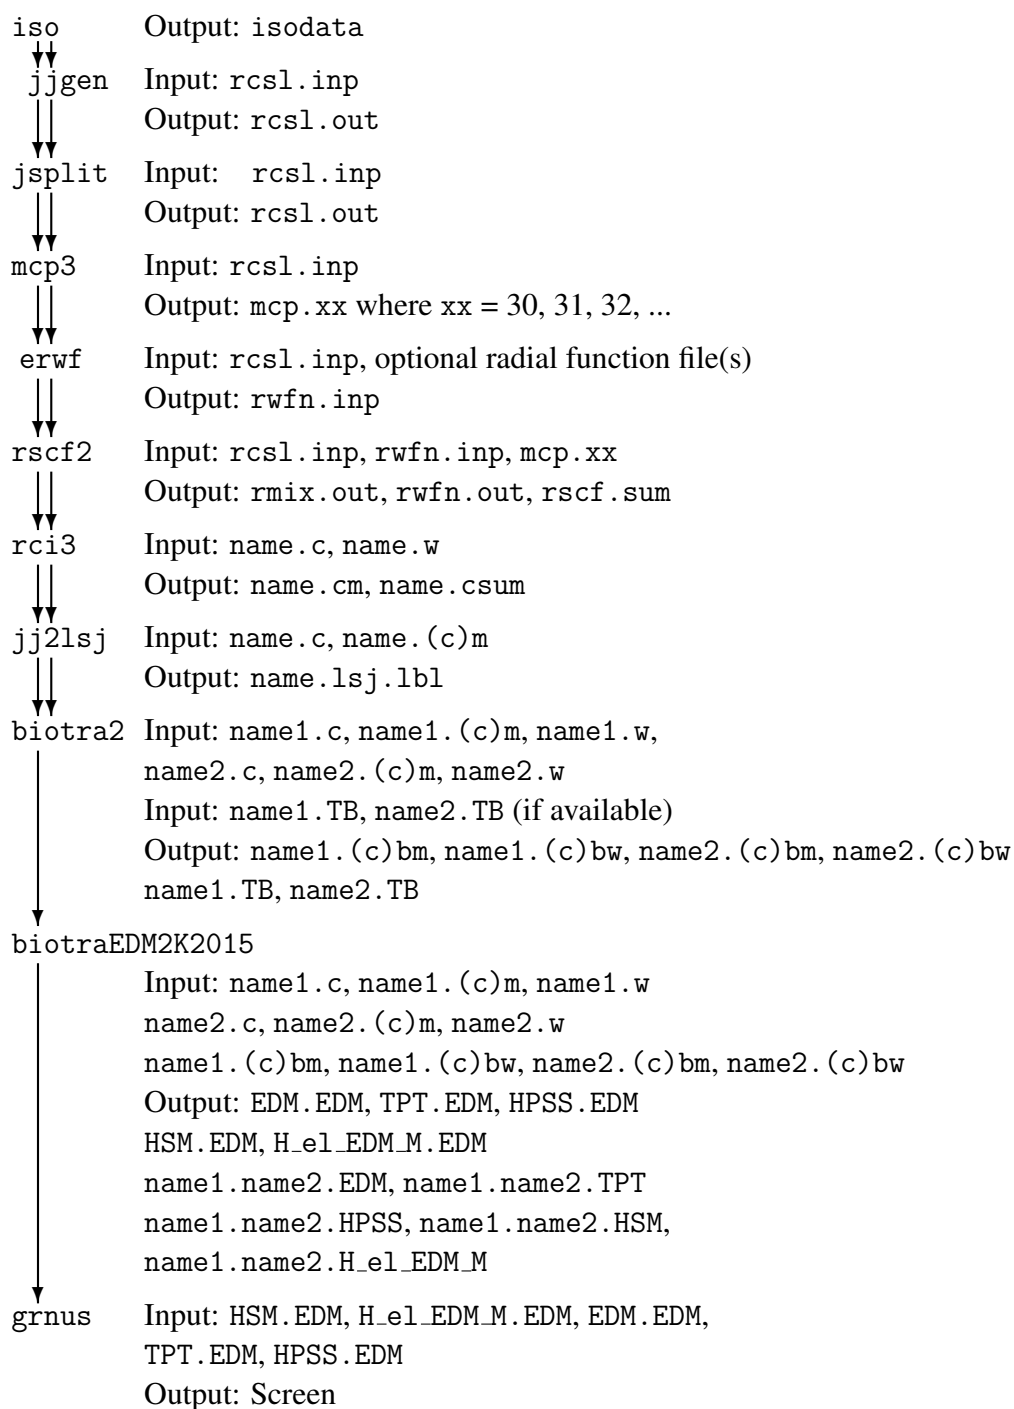 iso Output: isodata
jjgen Input: rcsl.inp
Output: rcsl.out
jsplit Input: rcsl.inp
Output: rcsl.out
mcp3 Input: rcsl.inp
Output: mcp.xx where xx = 30, 31, 32, ...
erwf Input: rcsl.inp, optional radial function file(s)
Output: rwfn.inp
rscf2 Input: rcsl.inp, rwfn.inp, mcp.xx
Output: rmix.out, rwfn.out, rscf.sum
rci3 Input: name.c, name.w
Output: name.cm, name.csum
jj2lsj Input: name.c, name.(c)m
Output: name.lsj.lbl
biotra2 Input: name1.c, name1.(c)m, name1.w,
name2.c, name2.(c)m, name2.w
Input: name1.TB, name2.TB (if available)
Output: name1.(c)bm, name1.(c)bw, name2.(c)bm, name2.(c)bw
name1.TB, name2.TB
biotraEDM2K2015
Input: name1.c, name1.(c)m, name1.w
name2.c, name2.(c)m, name2.w
name1.(c)bm, name1.(c)bw, name2.(c)bm, name2.(c)bw
Output: EDM.EDM, TPT.EDM, HPSS.EDM
HSM.EDM, H_el_EDM_M.EDM
name1.name2.EDM, name1.name2.TPT
name1.name2.HPSS, name1.name2.HSM,
name1.name2.H_el_EDM_M
grnus Input: HSM.EDM, H_el_EDM_M.EDM, EDM.EDM,
TPT.EDM, HPSS.EDM
Output: Screen